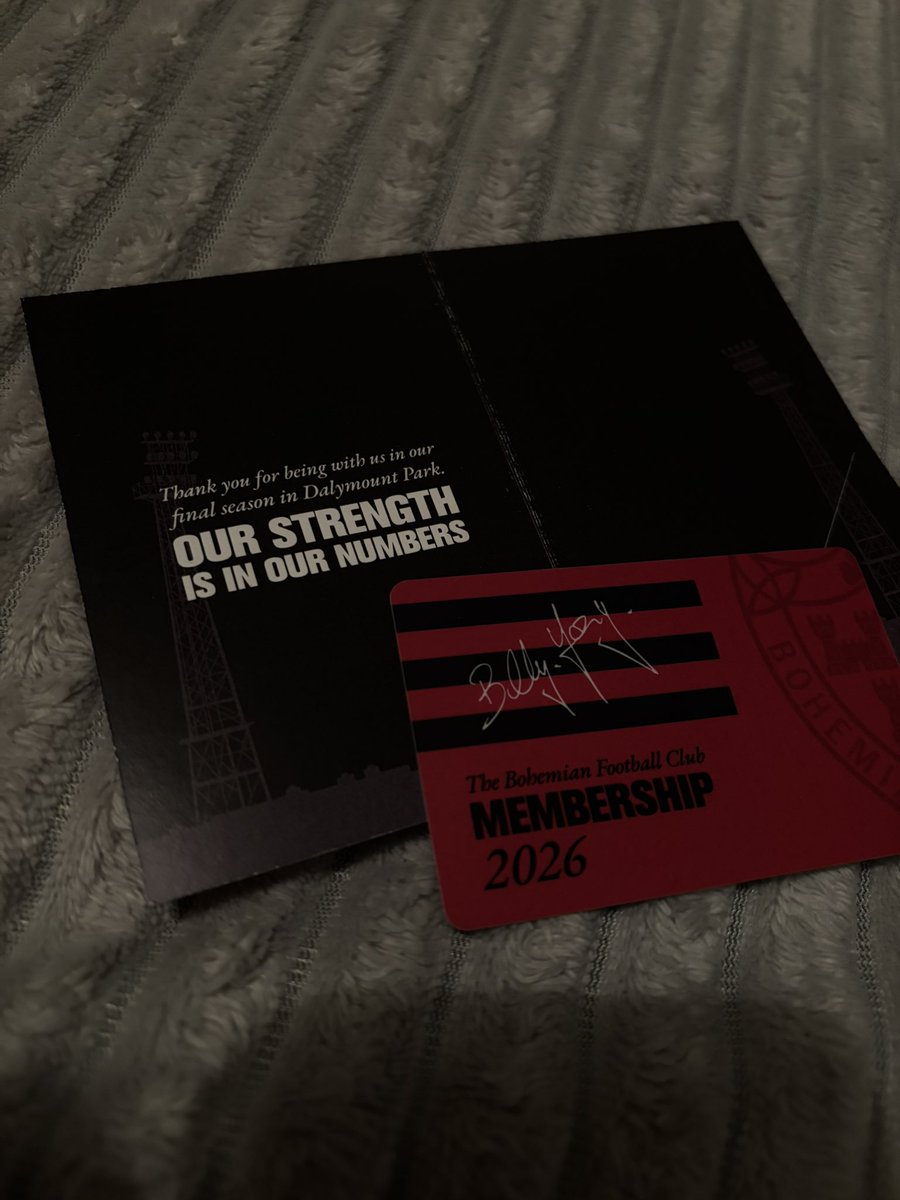 Thank you for being with us in our
final season in Dalymount Park.
OUR STRENGTH
IS IN OUR NUMBERS
The Bohemian Football Club
MEMBERSHIP
2026
BOHEMI